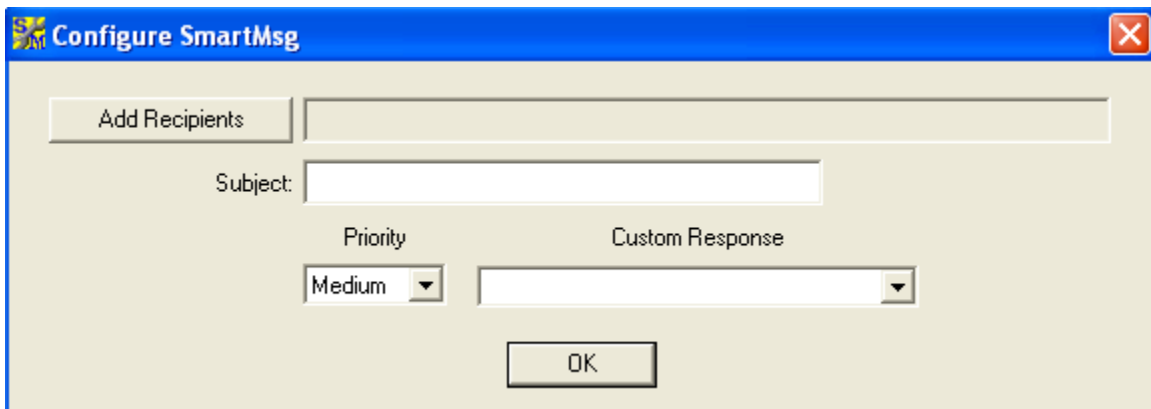 Configure SmartMsg
Add Recipients
Subject:
Priority Custom Response
Medium
OK